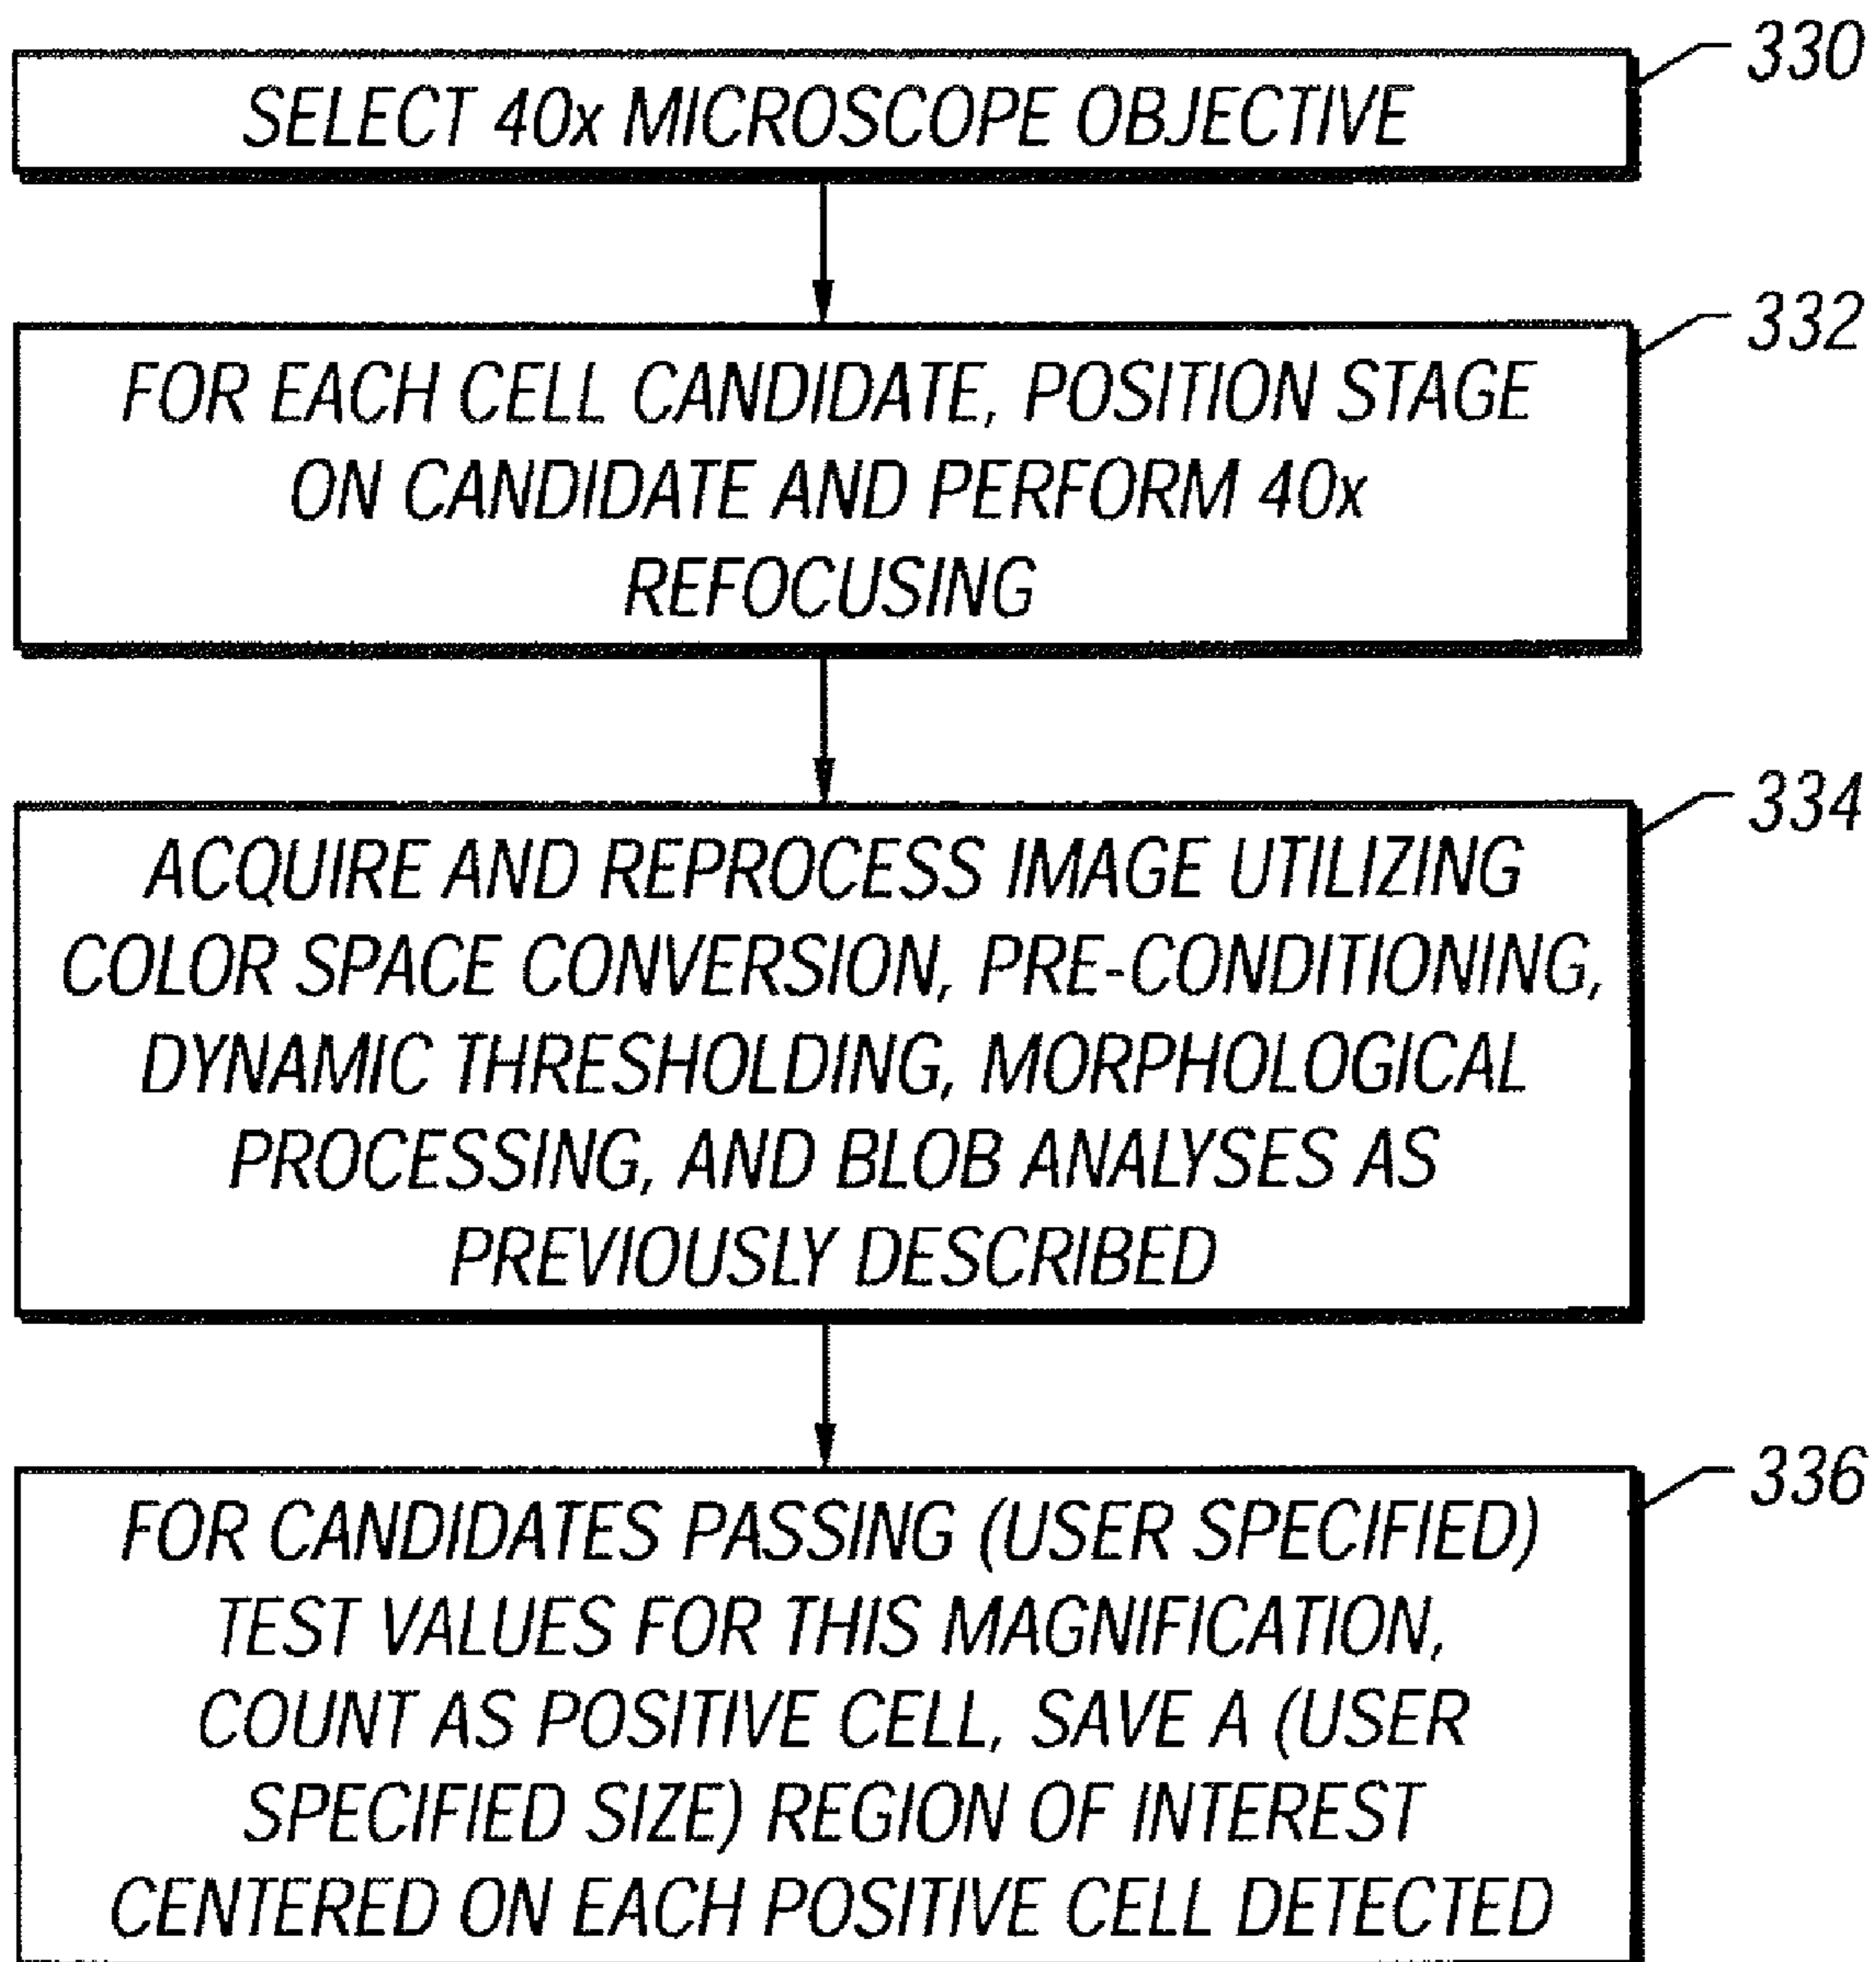 330
SELECT 40x MICROSCOPE OBJECTIVE
332
FOR EACH CELL CANDIDATE, POSITION STAGE
ON CANDIDATE AND PERFORM 40x
REFOCUSING
334
ACQUIRE AND REPROCESS IMAGE UTILIZING
COLOR SPACE CONVERSION, PRE-CONDITIONING,
DYNAMIC THRESHOLDING, MORPHOLOGICAL
PROCESSING, AND BLOB ANALYSES AS
PREVIOUSLY DESCRIBED
336
FOR CANDIDATES PASSING (USER SPECIFIED)
TEST VALUES FOR THIS MAGNIFICATION,
COUNT AS POSITIVE CELL, SAVE A (USER
SPECIFIED SIZE) REGION OF INTEREST
CENTERED ON EACH POSITIVE CELL DETECTED